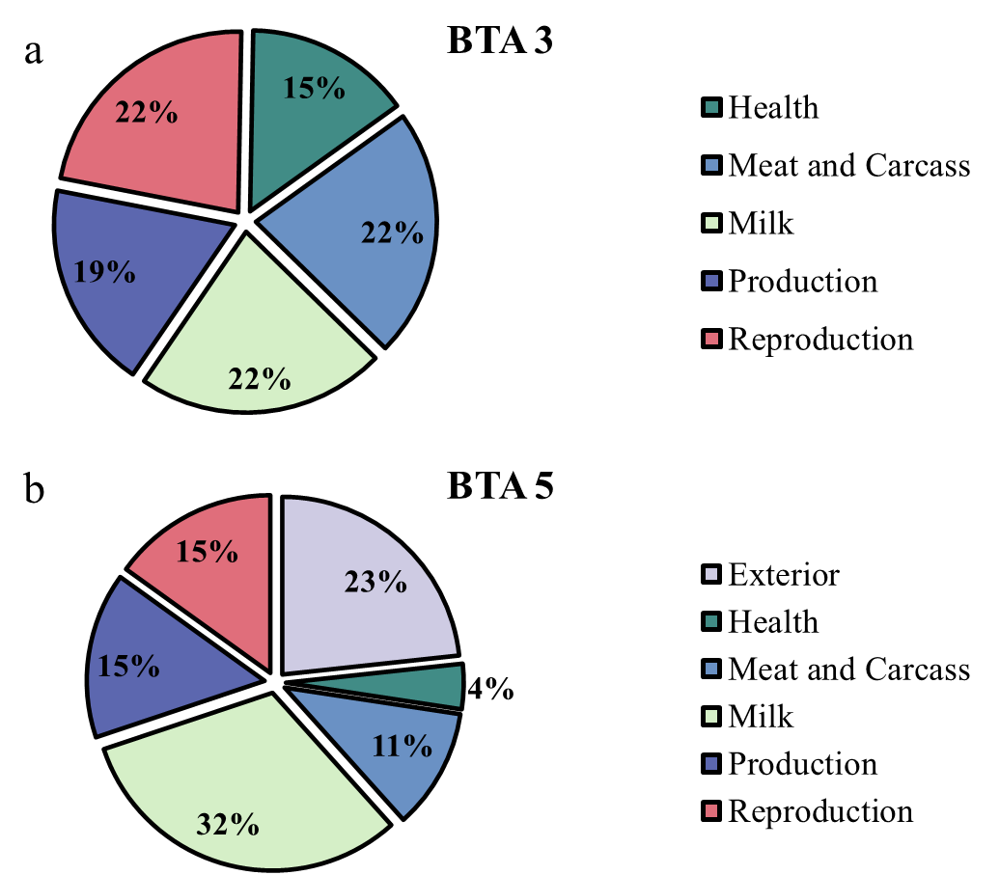 a
BTA 3
15%
22%
22%
19%
22%
Health
Meat and Carcass
Milk
Production
Reproduction
b
BTA 5
23%
4%
11%
32%
15%
15%
Exterior
Health
Meat and Carcass
Milk
Production
Reproduction